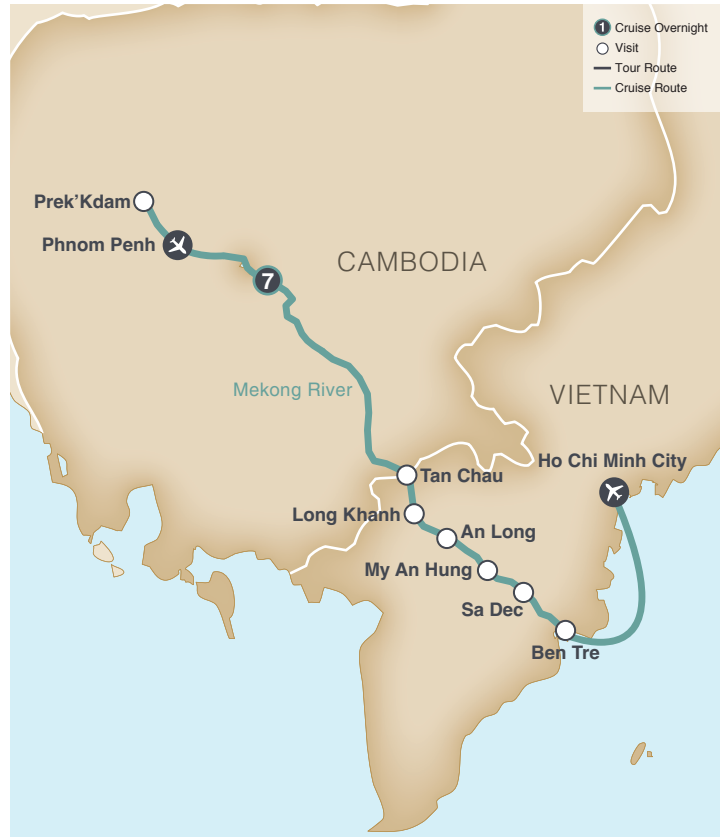 1 Cruise Overnight
Visit
Tour Route
Cruise Route
Prek’Kdam
Phnom Penh
CAMBODIA
7
Mekong River
VIETNAM
Ho Chi Minh City
Tan Chau
Long Khanh
An Long
My An Hung
Sa Dec
Ben Tre